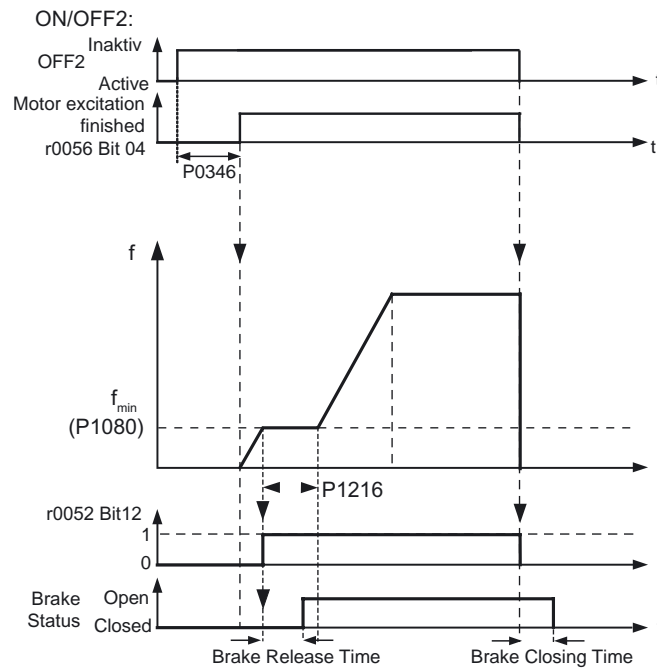 ON/OFF2:
Inaktiv
OFF2
Active
t
Motor excitation
finished
r0056 Bit 04
t
P0346
f
fmin
(P1080)
P1216
r0052 Bit12
1
0
Brake Status
Open
Closed
Brake Release Time
Brake Closing Time